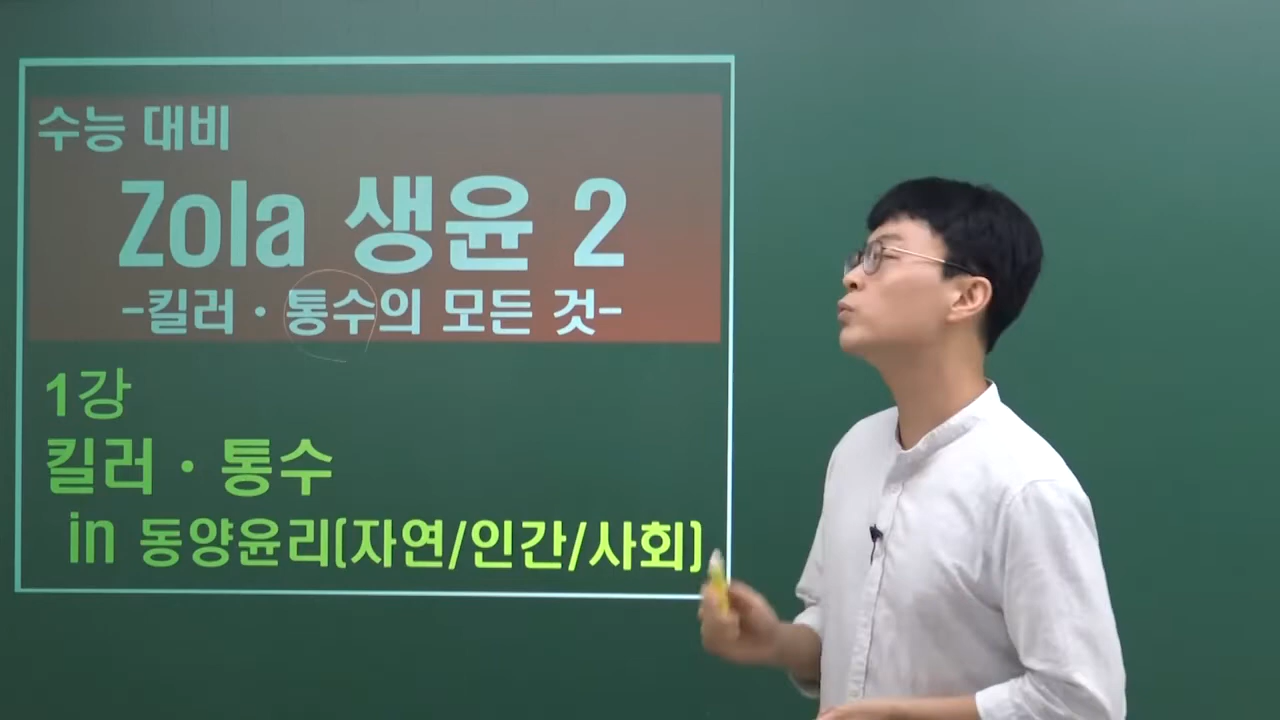 수능 대비
Zola 생윤 2
-킬러·통수의 모든 것-
1강
킬러·통수
in 동양윤리(자연/인간/사회)